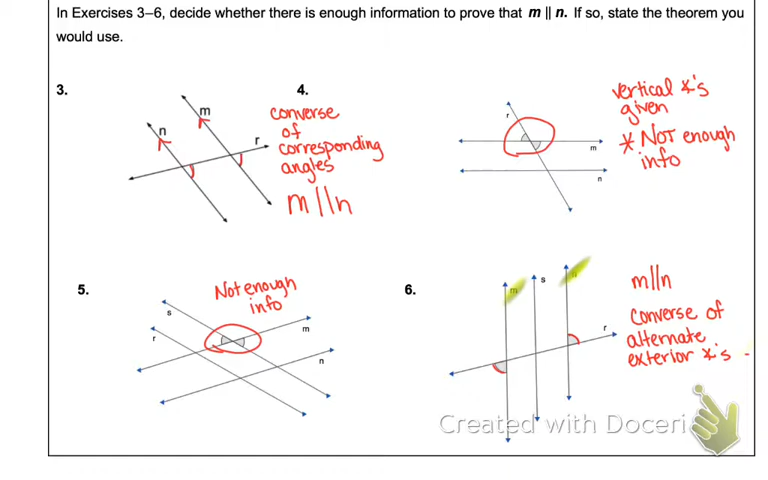 In Exercises 3–6, decide whether there is enough information to prove that m || n. If so, state the theorem you
would use.
3.
n
m
r
converse
of
corresponding
angles
m||n
4.
r
m
n
vertical ∡'s
given
* Not enough
info
5.
s
r
m
n
Not enough
info
6.
m
s
n
r
m||n
converse of
alternate
exterior ∡'s
Created with Doceri